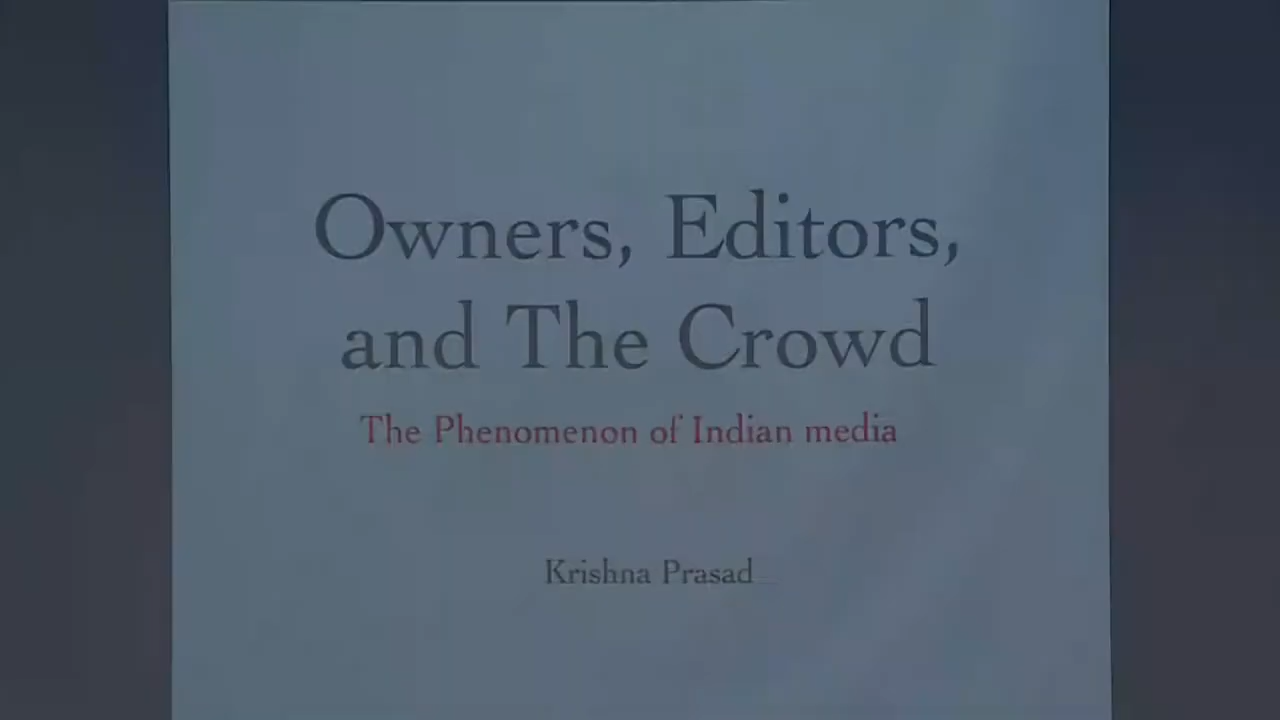 Owners, Editors,
and The Crowd
The Phenomenon of Indian media
Krishna Prasad